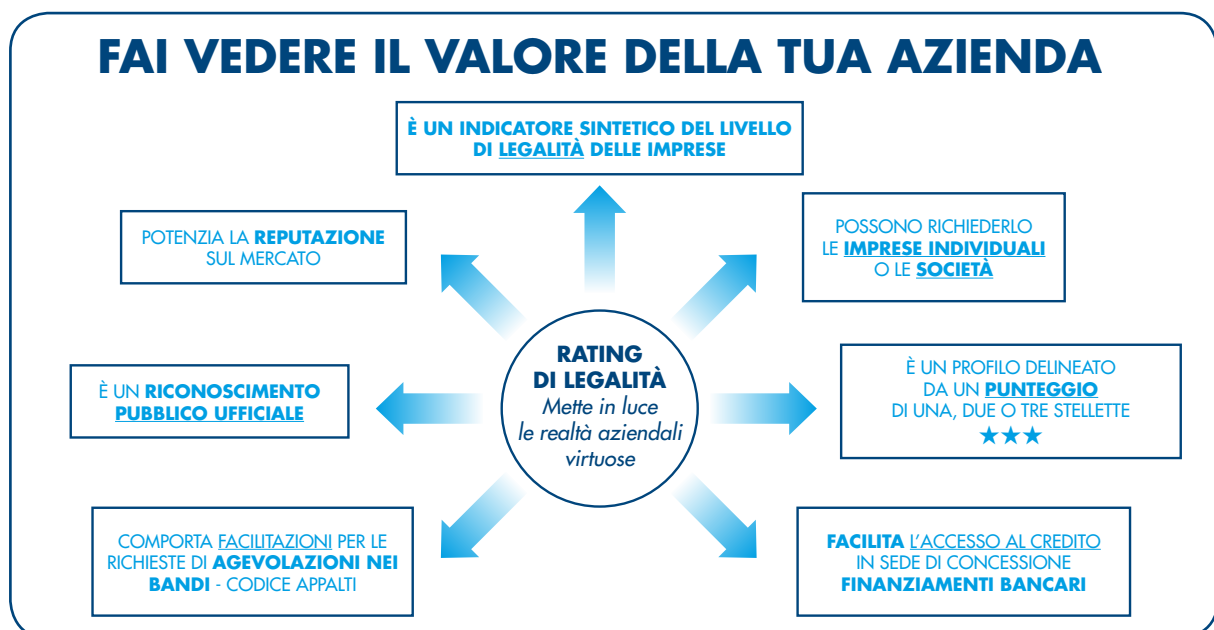 FAI VEDERE IL VALORE DELLA TUA AZIENDA
È UN INDICATORE SINTETICO DEL LIVELLO
DI LEGALITÀ DELLE IMPRESE
POTENZIA LA REPUTAZIONE
SUL MERCATO
POSSONO RICHIEDERLO
LE IMPRESE INDIVIDUALI
O LE SOCIETÀ
RATING
DI LEGALITÀ
Mette in luce
le realtà aziendali
virtuose
È UN RICONOSCIMENTO
PUBBLICO UFFICIALE
È UN PROFILO DELINEATO
DA UN PUNTEGGIO
DI UNA, DUE O TRE STELLETTE
★★★
COMPORTA FACILITAZIONI PER LE
RICHIESTE DI AGEVOLAZIONI NEI
BANDI - CODICE APPALTI
FACILITA L'ACCESSO AL CREDITO
IN SEDE DI CONCESSIONE
FINANZIAMENTI BANCARI